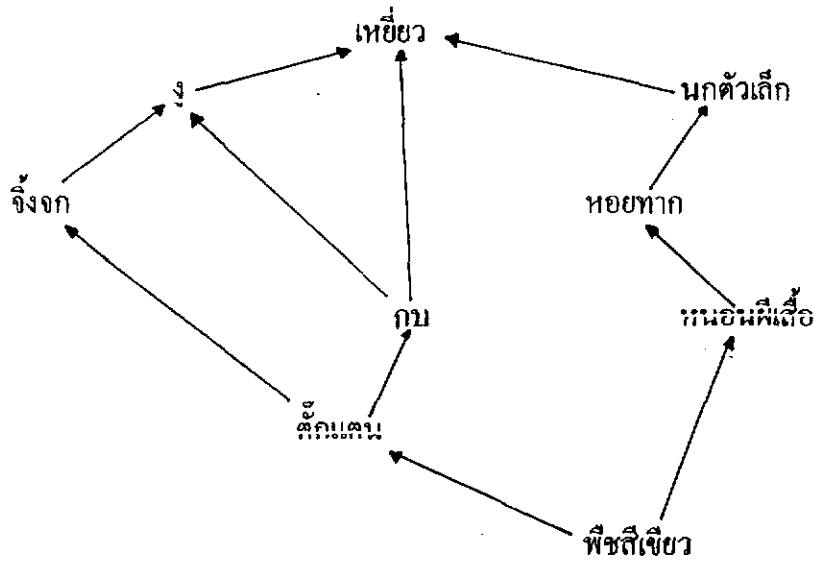 เหยี่ยว
งู
นกตัวเล็ก
จิ้งจก
หอยทาก
กบ
หนอนผีเสื้อ
ตั๊กแตน
พืชสีเขียว